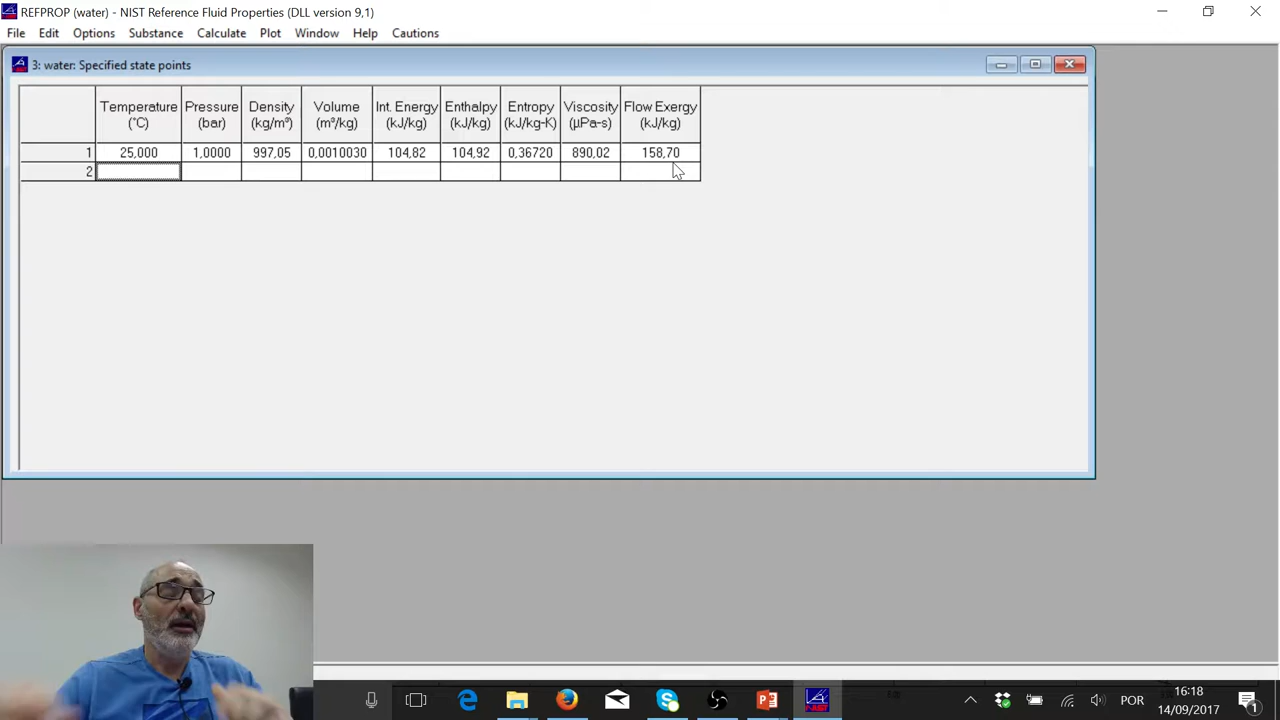 REFPROP (water) - NIST Reference Fluid Properties (DLL version 9,1)
File Edit Options Substance Calculate Plot Window Help Cautions
3: water: Specified state points
Temperature Pressure Density Volume Int. Energy Enthalpy Entropy Viscosity Flow Exergy
(°C) (bar) (kg/m³) (m³/kg) (kJ/kg) (kJ/kg) (kJ/kg-K) (µPa-s) (kJ/kg)
1 25,000 1,0000 997,05 0,0010030 104,82 104,92 0,36720 890,02 158,70
2
16:18
POR
14/09/2017
1